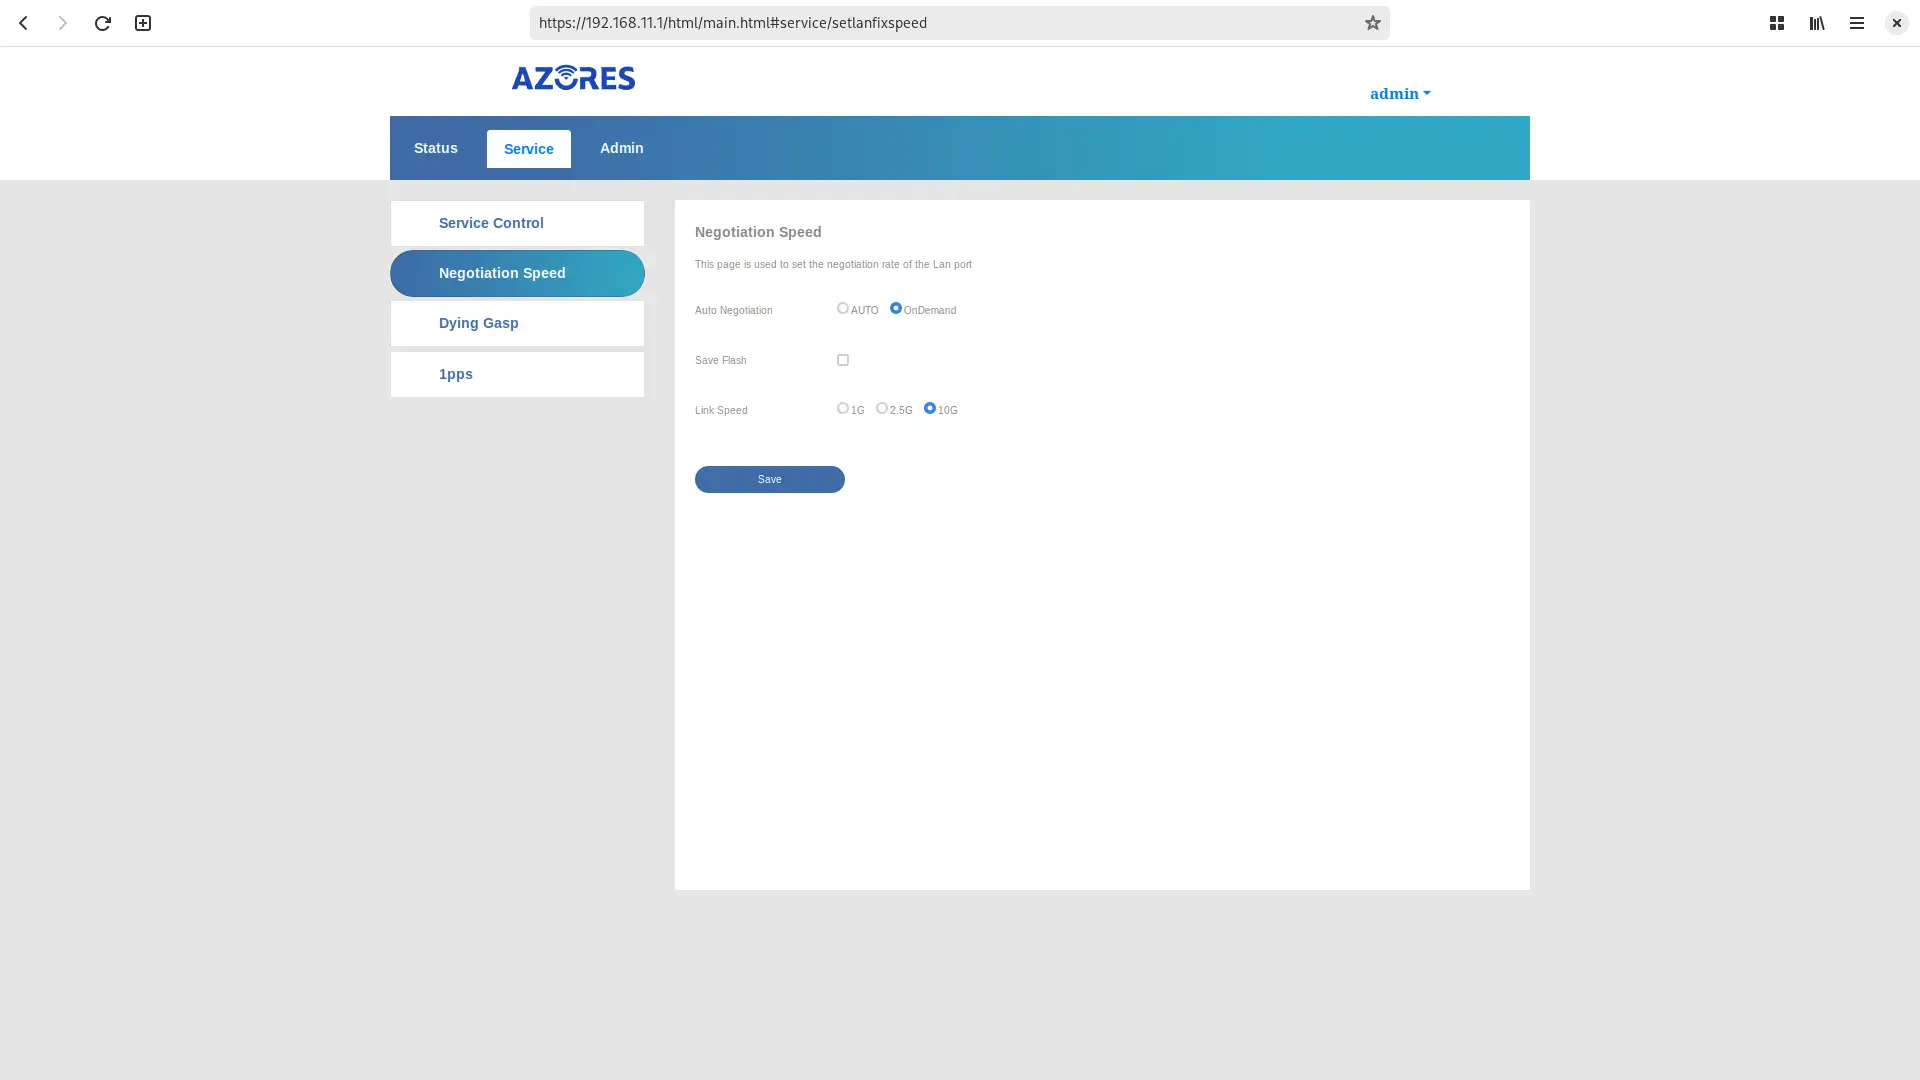 https://192.168.11.1/html/main.html#service/setlanfixspeed
AZORES
admin
Status Service Admin
Service Control
Negotiation Speed
Dying Gasp
1pps
Negotiation Speed
This page is used to set the negotiation rate of the Lan port
Auto Negotiation AUTO OnDemand
Save Flash
Link Speed 1G 2.5G 10G
Save